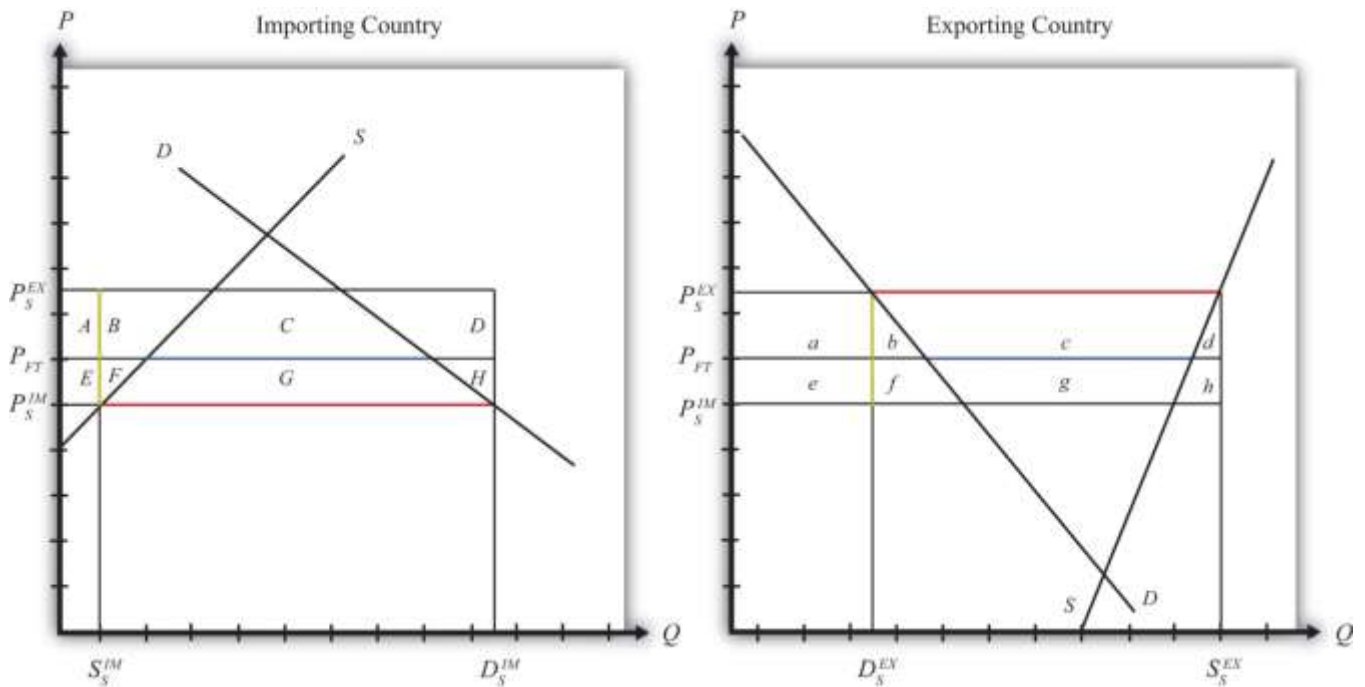 P
Importing Country
D
S
P_S^EX
A B C D
P_FT
E F G H
P_S^IM
S_S^IM
D_S^IM
Q
P
Exporting Country
P_S^EX
a b c d
P_FT
e f g h
P_S^IM
S
D
D_S^EX
S_S^EX
Q